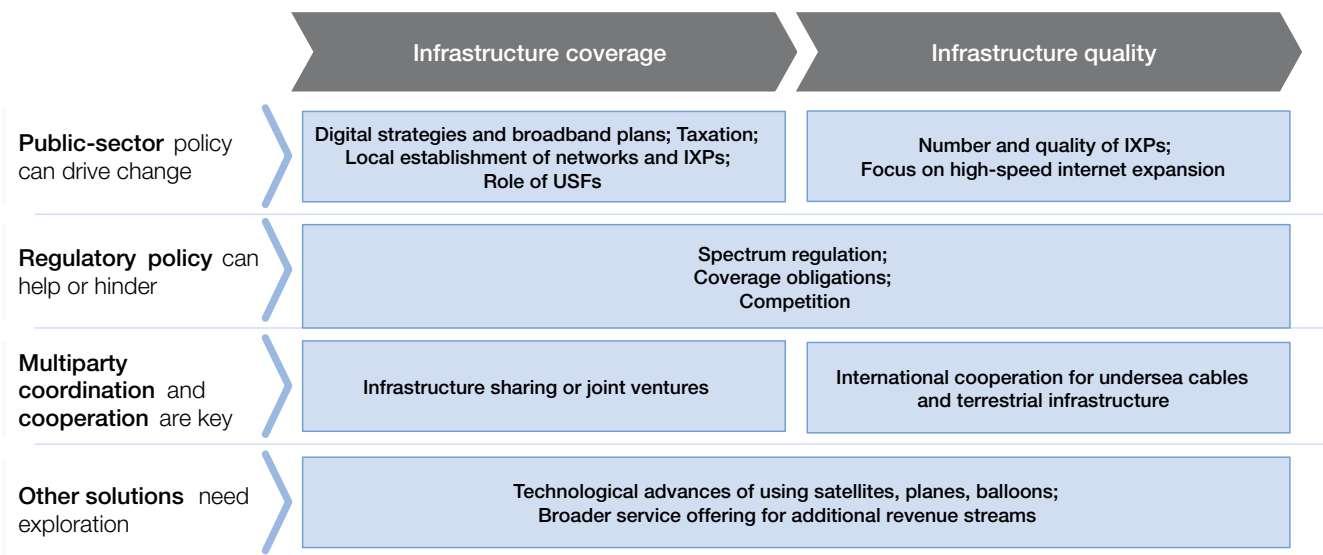 Infrastructure coverage
Infrastructure quality
Public-sector policy
can drive change
Digital strategies and broadband plans; Taxation;
Local establishment of networks and IXPs;
Role of USFs
Number and quality of IXPs;
Focus on high-speed internet expansion
Regulatory policy can
help or hinder
Spectrum regulation;
Coverage obligations;
Competition
Multiparty
coordination and
cooperation are key
Infrastructure sharing or joint ventures
International cooperation for undersea cables
and terrestrial infrastructure
Other solutions need
exploration
Technological advances of using satellites, planes, balloons;
Broader service offering for additional revenue streams